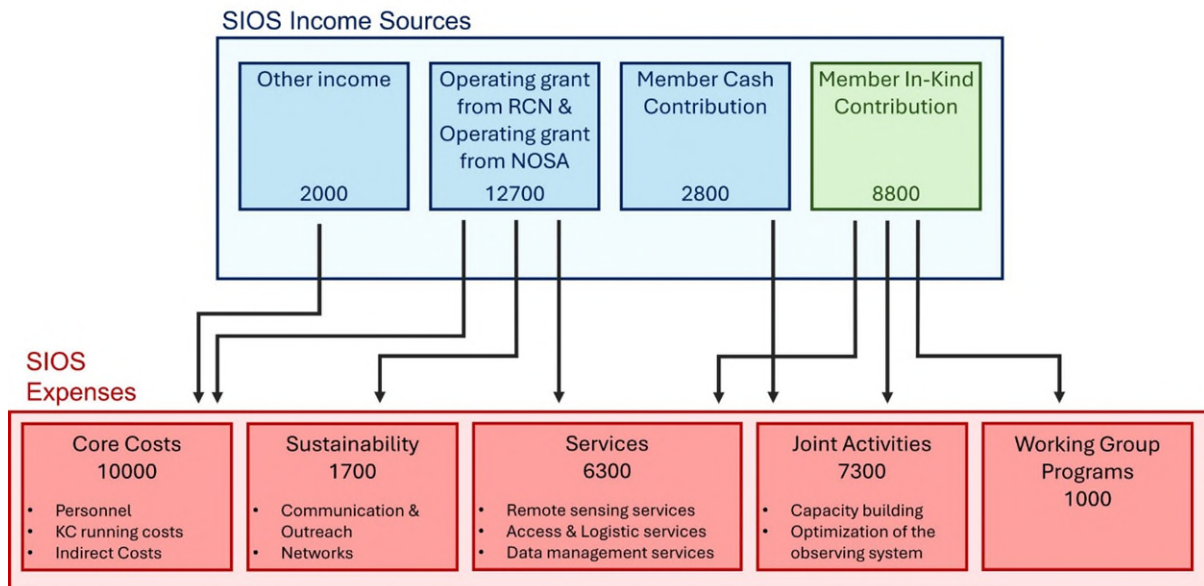 SIOS Income Sources
Other income
2000
Operating grant
from RCN &
Operating grant
from NOSA
12700
Member Cash
Contribution
2800
Member In-Kind
Contribution
8800
SIOS
Expenses
Core Costs
10000
• Personnel
• KC running costs
• Indirect Costs
Sustainability
1700
• Communication &
Outreach
• Networks
Services
6300
• Remote sensing services
• Access & Logistic services
• Data management services
Joint Activities
7300
• Capacity building
• Optimization of the
observing system
Working Group
Programs
1000